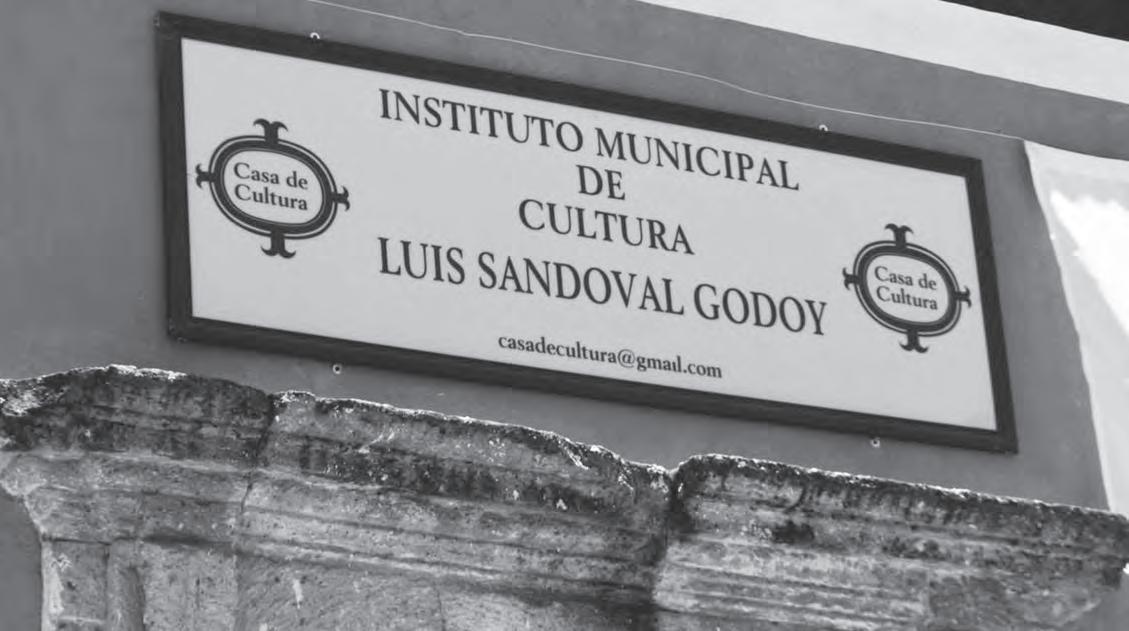 INSTITUTO MUNICIPAL
DE
CULTURA
LUIS SANDOVAL GODOY
casadecultura@gmail.com
Casa de
Cultura
Casa de
Cultura